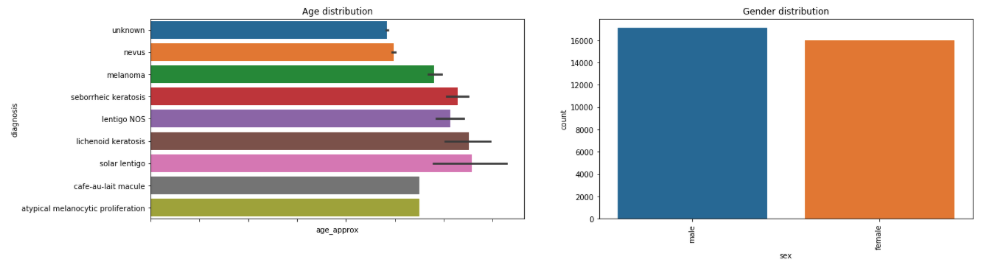 Age distribution
unknown
nevus
melanoma
seborrheic keratosis
lentigo NOS
lichenoid keratosis
solar lentigo
cafe-au-lait macule
atypical melanocytic proliferation
diagnosis
age_approx
Gender distribution
16000
14000
12000
10000
8000
6000
4000
2000
0
count
male
female
sex